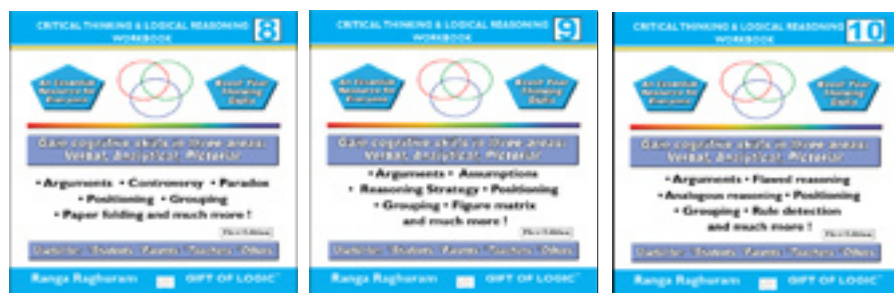 CRITICAL THINKING & LOGICAL REASONING
WORKBOOK
8
An Essential
Resource for
Everyone
Boost Your
Thinking
Skills
Gain cognitive skills in three areas:
Verbal, Analytical, Pictorial
• Arguments • Controversy • Paradox
• Positioning • Grouping
• Paper folding and much more !
Ranga Raghuram
GIFT OF LOGIC™
CRITICAL THINKING & LOGICAL REASONING
WORKBOOK
9
An Essential
Resource for
Everyone
Boost Your
Thinking
Skills
Gain cognitive skills in three areas:
Verbal, Analytical, Pictorial
• Arguments • Assumptions
• Reasoning Strategy • Positioning
• Grouping • Figure matrix
and much more !
Ranga Raghuram
GIFT OF LOGIC™
CRITICAL THINKING & LOGICAL REASONING
WORKBOOK
10
An Essential
Resource for
Everyone
Boost Your
Thinking
Skills
Gain cognitive skills in three areas:
Verbal, Analytical, Pictorial
• Arguments • Flawed reasoning
• Analogous reasoning • Positioning
• Grouping • Rule detection
and much more !
Ranga Raghuram
GIFT OF LOGIC™